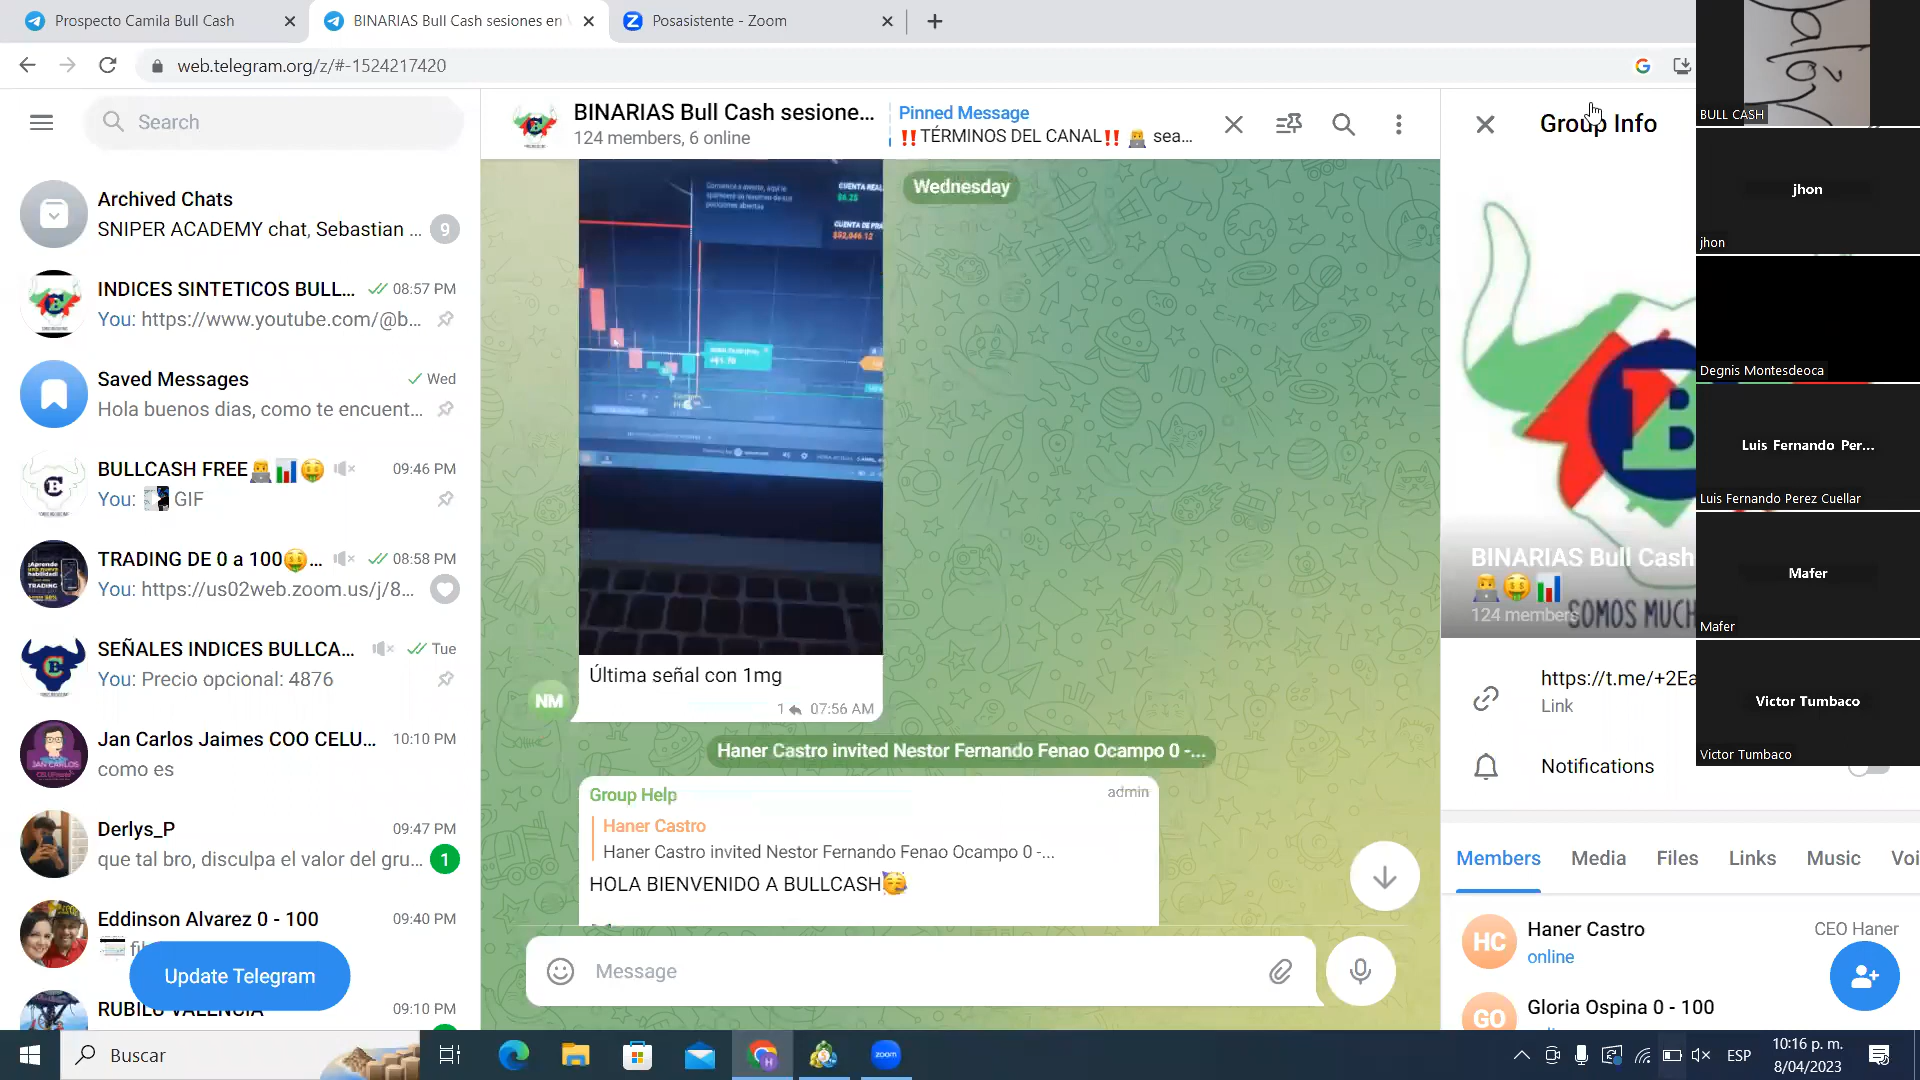 Prospecto Camila Bull Cash
BINARIAS Bull Cash sesiones en
Posasistente - Zoom
web.telegram.org/z/#-1524217420
Search
Archived Chats
SNIPER ACADEMY chat, Sebastian ...
9
INDICES SINTETICOS BULL...
08:57 PM
You: https://www.youtube.com/@b...
Saved Messages
Wed
Hola buenos dias, como te encuent...
BULLCASH FREE👨‍💻📊🤑
09:46 PM
You: GIF
TRADING DE 0 a 100🤑...
08:58 PM
You: https://us02web.zoom.us/j/8...
SEÑALES INDICES BULLCA...
Tue
You: Precio opcional: 4876
Jan Carlos Jaimes COO CELU...
10:10 PM
como es
Derlys_P
09:47 PM
que tal bro, disculpa el valor del gru...
1
Eddinson Alvarez 0 - 100
09:40 PM
Update Telegram
RUBILO VALENCIA
09:10 PM
BINARIAS Bull Cash sesione...
124 members, 6 online
Pinned Message
‼️TÉRMINOS DEL CANAL‼️ 👨‍💻 sea...
Wednesday
CUENTA REAL
Última señal con 1mg
NM
1 07:56 AM
Haner Castro invited Nestor Fernando Fenao Ocampo 0 -...
Group Help
admin
Haner Castro
Haner Castro invited Nestor Fernando Fenao Ocampo 0 -...
HOLA BIENVENIDO A BULLCASH🥳
Message
Group Info
BINARIAS Bull Cash
👨‍💻🤑📊
124 members
SOMOS MUCH
https://t.me/+2Ea
Link
Notifications
Members
Media
Files
Links
Music
Voi
HC
Haner Castro
CEO Haner
online
GO
Gloria Ospina 0 - 100
BULL CASH
jhon
jhon
Degnis Montesdeoca
Luis Fernando Per...
Luis Fernando Perez Cuellar
Mafer
Mafer
Victor Tumbaco
Victor Tumbaco
Buscar
zoom
ESP
10:16 p. m.
8/04/2023